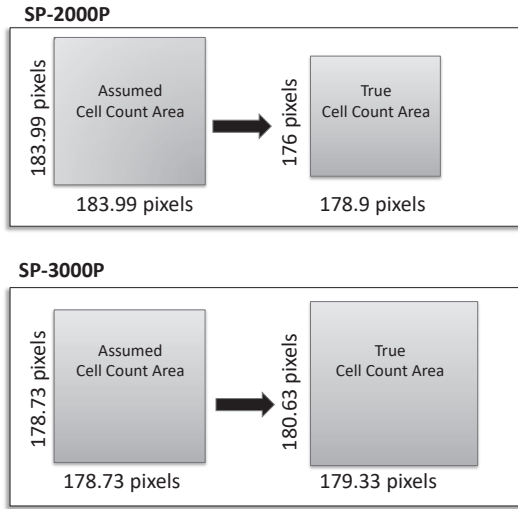 SP-2000P
183.99 pixels
Assumed
Cell Count Area
183.99 pixels
176 pixels
True
Cell Count Area
178.9 pixels
SP-3000P
178.73 pixels
Assumed
Cell Count Area
178.73 pixels
180.63 pixels
True
Cell Count Area
179.33 pixels